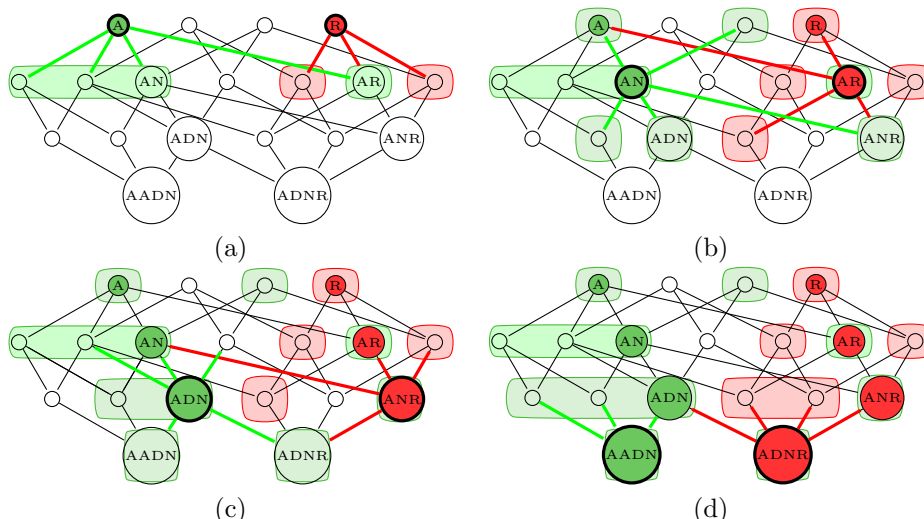 A R A R
AN AR AN AR
ADN ANR ADN ANR
AADN ADNR AADN ADNR
(a) (b)
A R A R
AN AR AN AR
ADN ANR ADN ANR
AADN ADNR AADN ADNR
(c) (d)